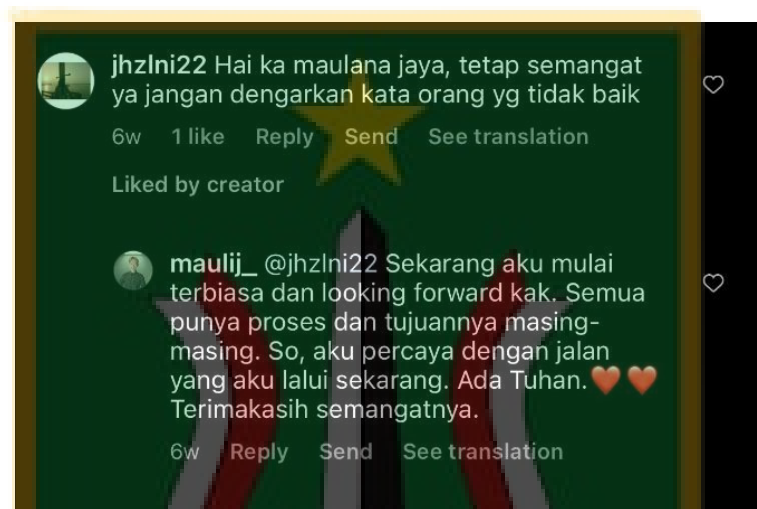 jhzlni22 Hai ka maulana jaya, tetap semangat
ya jangan dengarkan kata orang yg tidak baik
6w 1 like Reply Send See translation
Liked by creator
maulij_ @jhzlni22 Sekarang aku mulai
terbiasa dan looking forward kak. Semua
punya proses dan tujuannya masing-
masing. So, aku percaya dengan jalan
yang aku lalui sekarang. Ada Tuhan.❤️❤️
Terimakasih semangatnya.
6w Reply Send See translation